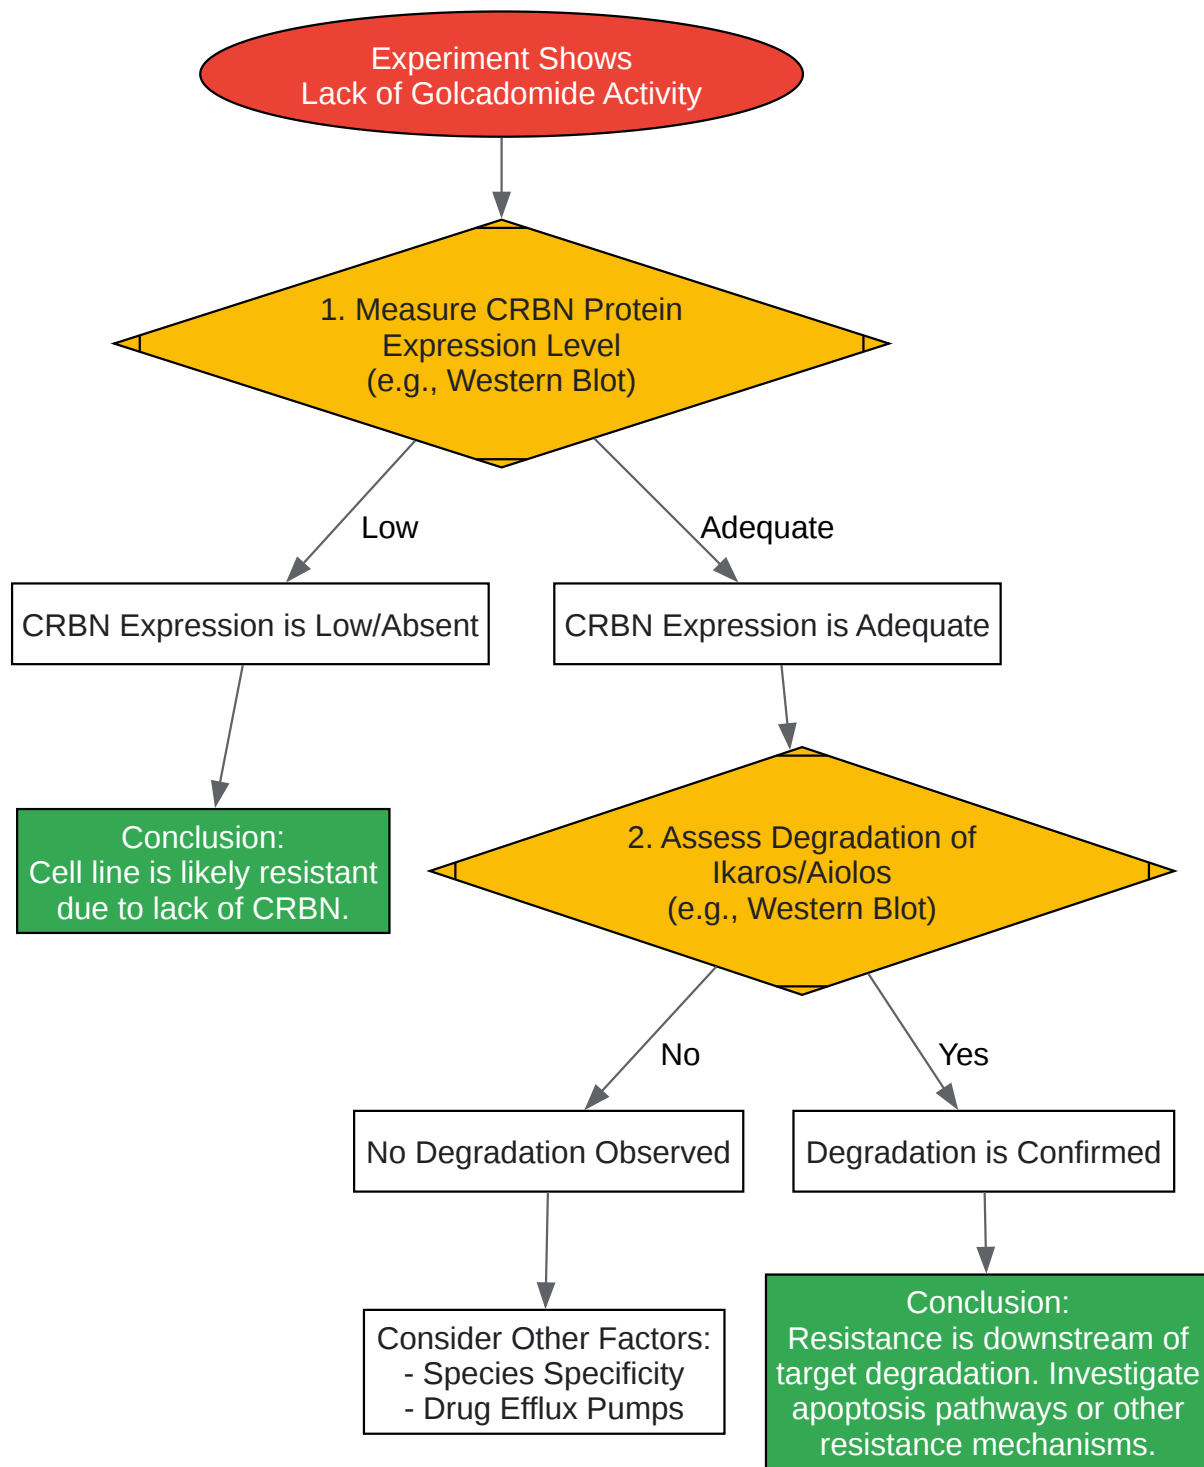 Experiment Shows
Lack of Golcadomide Activity
1. Measure CRBN Protein
Expression Level
(e.g., Western Blot)
Low
Adequate
CRBN Expression is Low/Absent
CRBN Expression is Adequate
Conclusion:
Cell line is likely resistant
due to lack of CRBN.
2. Assess Degradation of
Ikaros/Aiolos
(e.g., Western Blot)
No
Yes
No Degradation Observed
Degradation is Confirmed
Consider Other Factors:
- Species Specificity
- Drug Efflux Pumps
Conclusion:
Resistance is downstream of
target degradation. Investigate
apoptosis pathways or other
resistance mechanisms.